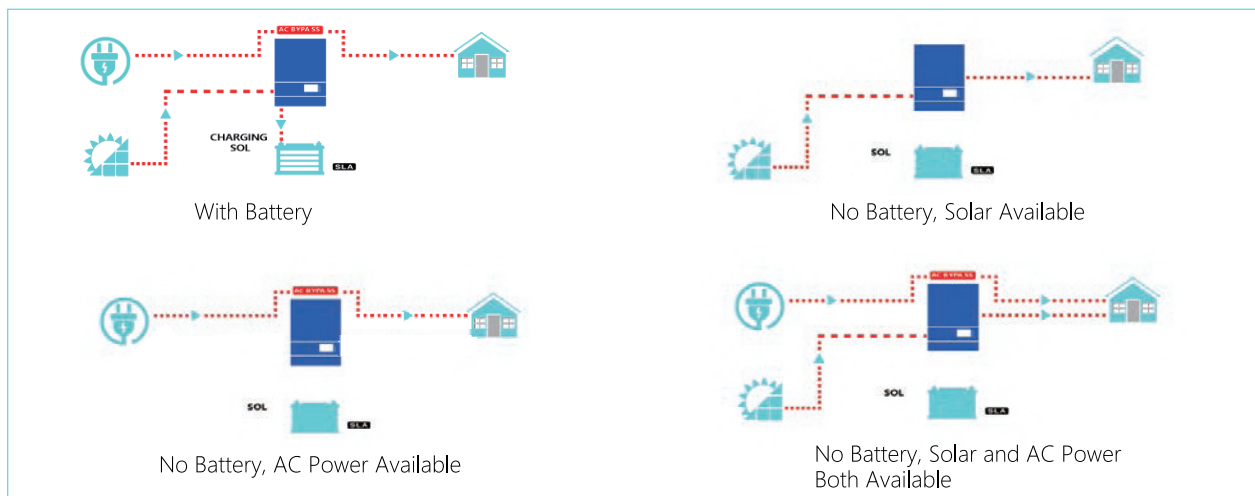 AC BYPASS
CHARGING
SOL
SLA
With Battery
SOL
SLA
No Battery, Solar Available
AC BYPASS
SOL
SLA
No Battery, AC Power Available
AC BYPASS
SOL
SLA
No Battery, Solar and AC Power
Both Available